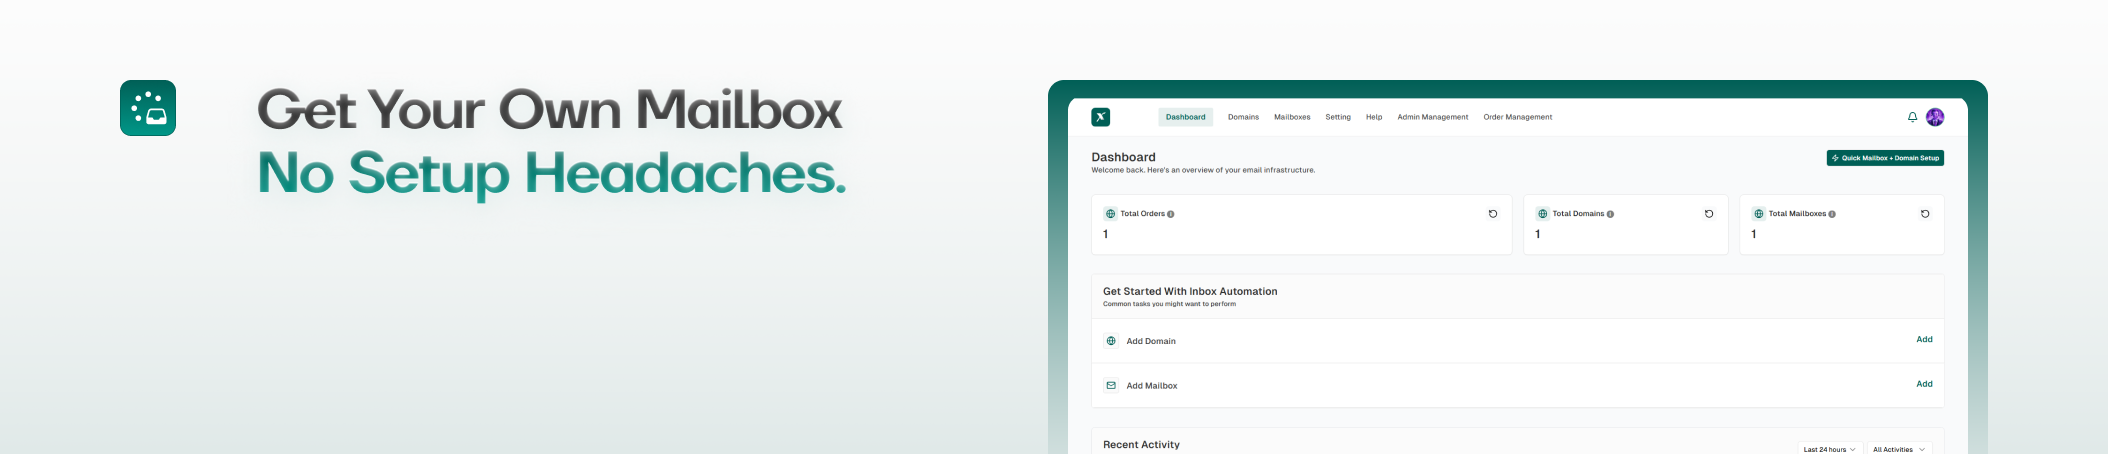 Get Your Own Mailbox
No Setup Headaches.
Dashboard Domains Mailboxes Setting Help Admin Management Order Management
Dashboard
Welcome back. Here's an overview of your email infrastructure.
Quick Mailbox + Domain Setup
Total Orders
1
Total Domains
1
Total Mailboxes
1
Get Started With Inbox Automation
Common tasks you might want to perform
Add Domain Add
Add Mailbox Add
Recent Activity
Last 24 hours All Activities